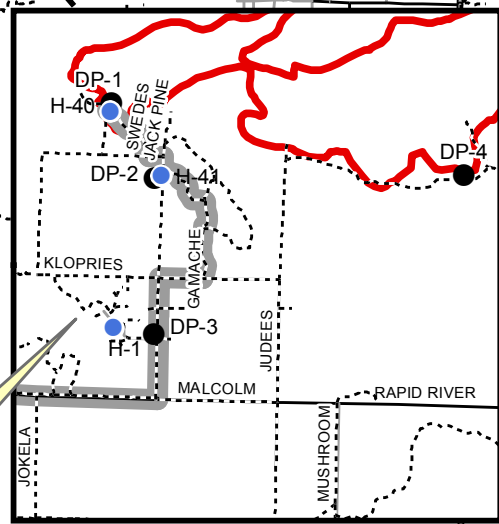 DP-1
H-40
SWEDES
JACK PINE
DP-2
H-41
DP-4
KLOPRIES
GAMACHE
DP-3
H-1
JUDEES
MALCOLM
RAPID RIVER
JOKELA
MUSHROOM